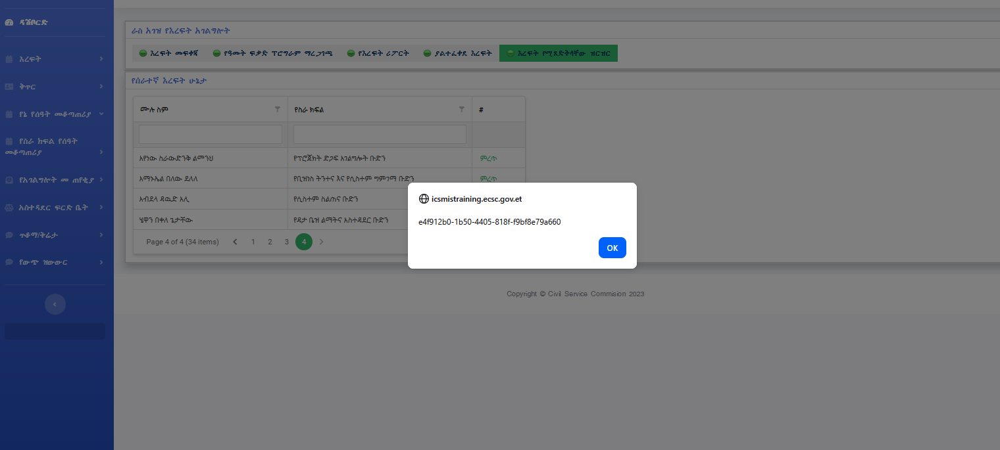 ዳሽቦርድ
እረፍት
ቅጥር
የኔ የሰዓት መቆጣጠሪያ
የስራ ክፍል የሰዓት
መቆጣጠሪያ
የአገልግሎት መ ጠየቂያ
አስተዳደር ፍርድ ቤት
ጥቆማ/ቅሬታ
የውጭ ዝውውር
ራስ አገዝ የእረፍት አገልግሎት
እረፍት መፍቀጃ
የዓመት ፍቃድ ፕሮግራም ማረጋገጫ
የእረፍት ሪፖርት
ያልተፈቀደ እረፍት
እረፍት የሚጸድቅላቸው ዝርዝር
የሰራተኛ እረፍት ሁኔታ
ሙሉ ስም የስራ ክፍል #
አየነው ስራውድንቅ ልመንህ የፕሮጀክት ድጋፍ አገልግሎት ቡድን ምረጥ
አማኑኤል በለው ደለለ የቢዝነስ ትንተና እና የሲስተም ግምገማ ቡድን ምረጥ
አብደላ ዳዊድ አሊ የሲስተም ስልጠና ቡድን
ሄዋን በቀለ ጌታቸው የዳታ ቤዝ ልማትና አስተዳደር ቡድን
Page 4 of 4 (34 items) 1 2 3 4
icsmistraining.ecsc.gov.et
e4f912b0-1b50-4405-818f-f9bf8e79a660
OK
Copyright © Civil Service Commision 2023